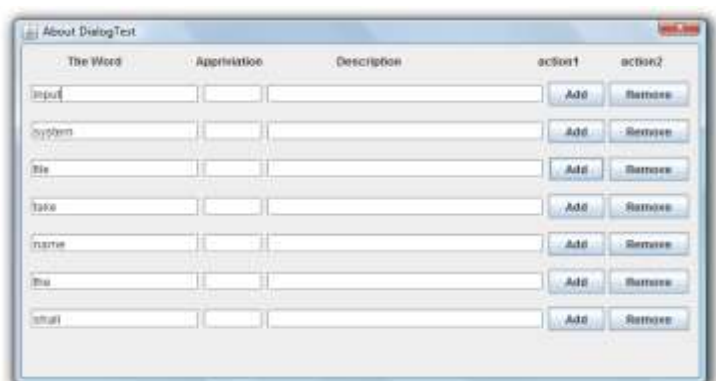 About DialogTest
The Word Appriviation Description action1 action2
input Add Remove
system Add Remove
file Add Remove
take Add Remove
name Add Remove
the Add Remove
small Add Remove